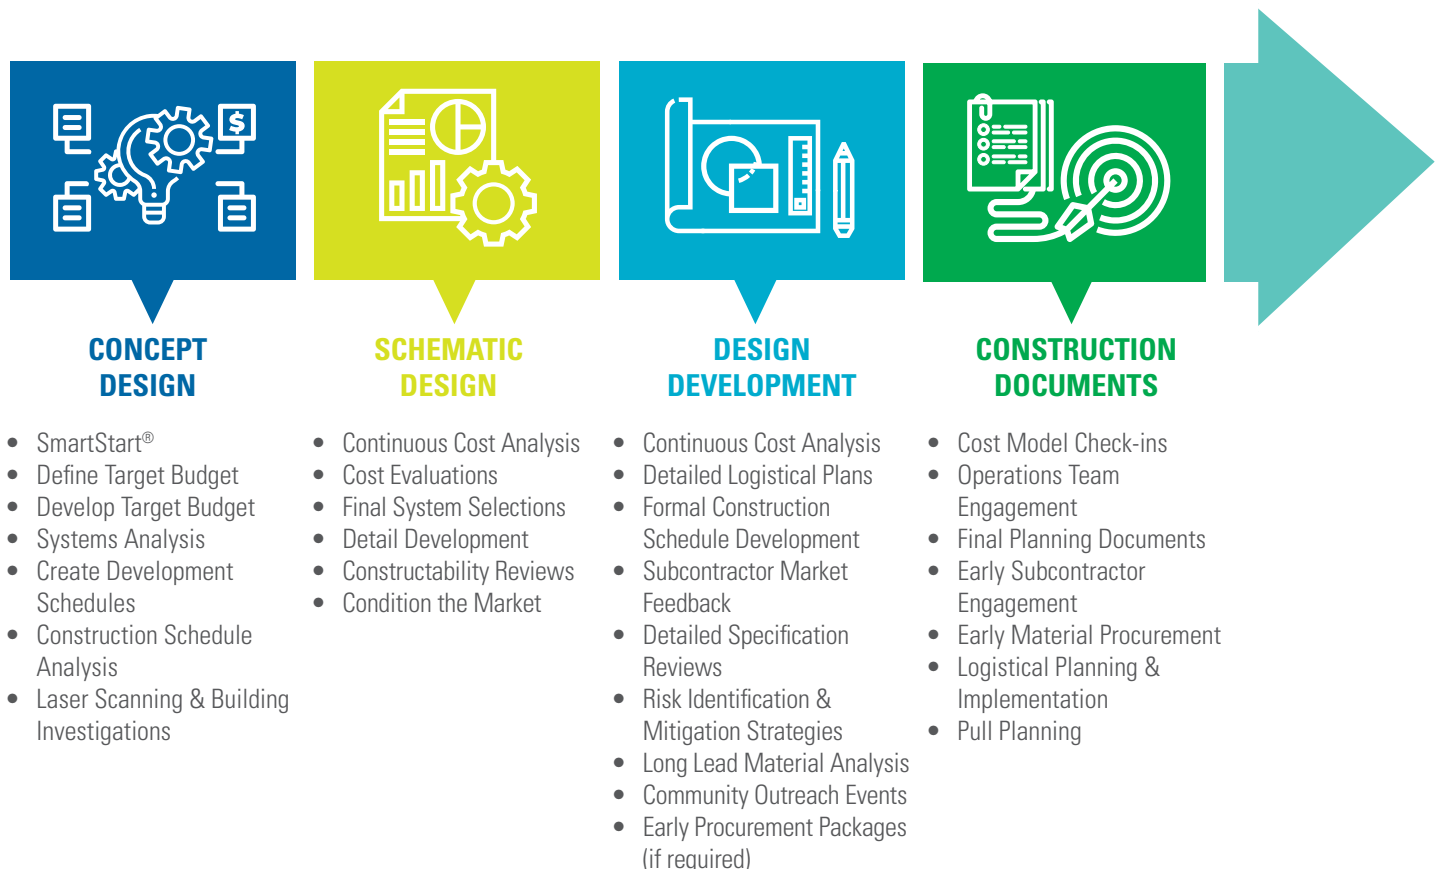 $
CONCEPT
DESIGN
• SmartStart®
• Define Target Budget
• Develop Target Budget
• Systems Analysis
• Create Development
Schedules
• Construction Schedule
Analysis
• Laser Scanning & Building
Investigations
SCHEMATIC
DESIGN
• Continuous Cost Analysis
• Cost Evaluations
• Final System Selections
• Detail Development
• Constructability Reviews
• Condition the Market
DESIGN
DEVELOPMENT
• Continuous Cost Analysis
• Detailed Logistical Plans
• Formal Construction
Schedule Development
• Subcontractor Market
Feedback
• Detailed Specification
Reviews
• Risk Identification &
Mitigation Strategies
• Long Lead Material Analysis
• Community Outreach Events
• Early Procurement Packages
(if required)
CONSTRUCTION
DOCUMENTS
• Cost Model Check-ins
• Operations Team
Engagement
• Final Planning Documents
• Early Subcontractor
Engagement
• Early Material Procurement
• Logistical Planning &
Implementation
• Pull Planning